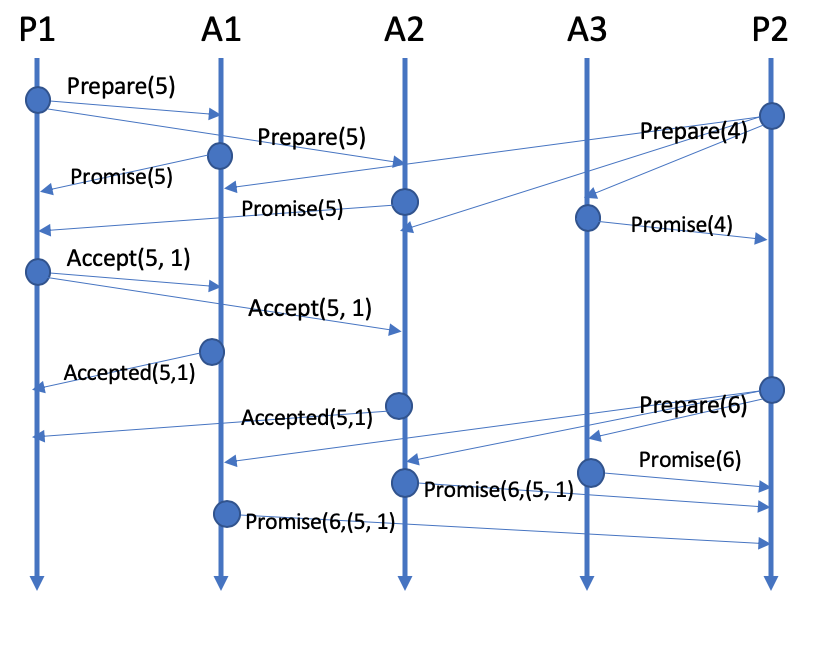 P1 A1 A2 A3 P2
Prepare(5)
Prepare(5)
Prepare(4)
Promise(5)
Promise(5)
Promise(4)
Accept(5, 1)
Accept(5, 1)
Accepted(5,1)
Accepted(5,1)
Prepare(6)
Promise(6)
Promise(6,(5, 1)
Promise(6,(5, 1)